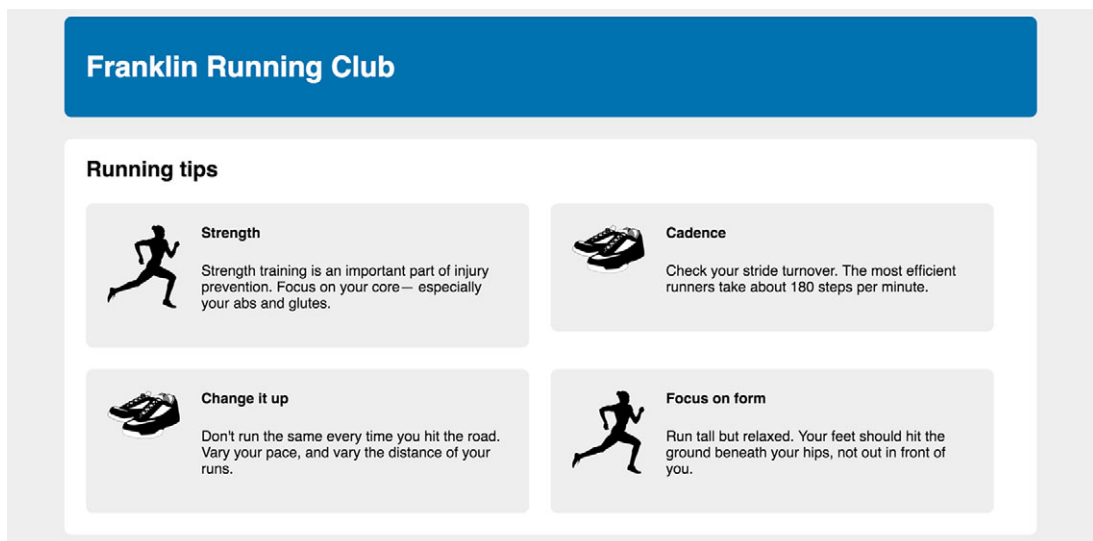 Franklin Running Club
Running tips
Strength
Strength training is an important part of injury
prevention. Focus on your core— especially
your abs and glutes.
Cadence
Check your stride turnover. The most efficient
runners take about 180 steps per minute.
Change it up
Don't run the same every time you hit the road.
Vary your pace, and vary the distance of your
runs.
Focus on form
Run tall but relaxed. Your feet should hit the
ground beneath your hips, not out in front of
you.